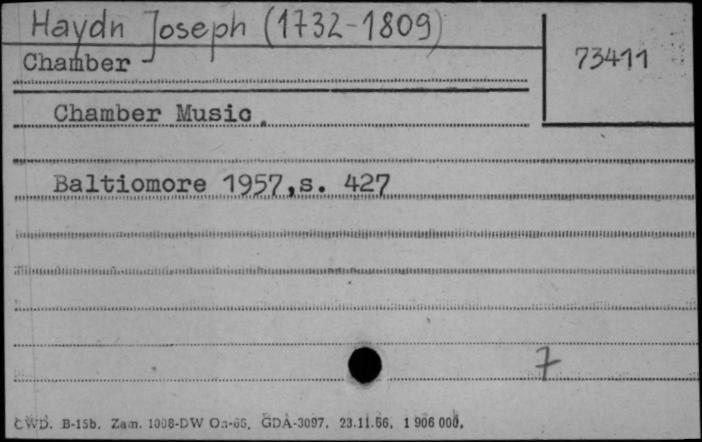 Haydn Joseph (1732-1809)
73411
Chamber
Chamber Music.
Baltiomore 1957,s. 427
7
CWD. B-15b. Zam. 1008-DW Oa-66. GDA-3097. 23.11.66. 1 906 000.